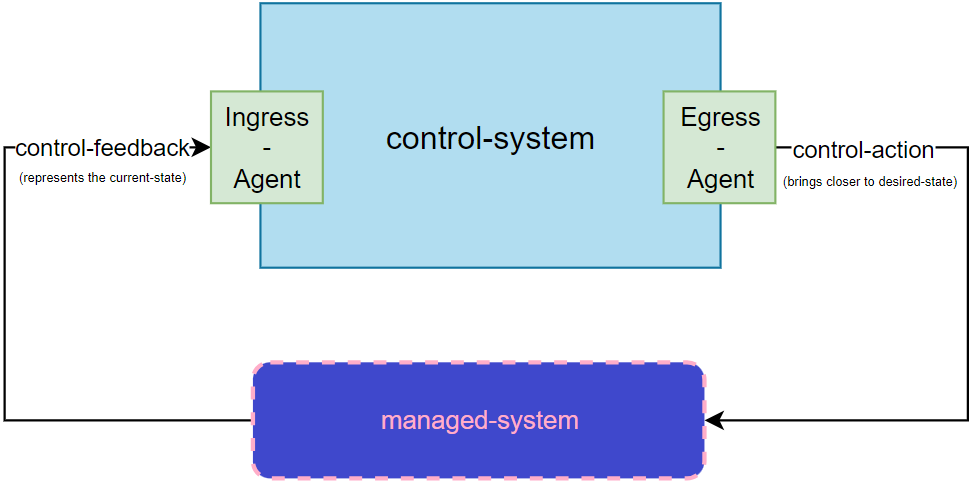 Ingress
-
Agent
control-system
Egress
-
Agent
control-feedback
(represents the current-state)
control-action
(brings closer to desired-state)
managed-system